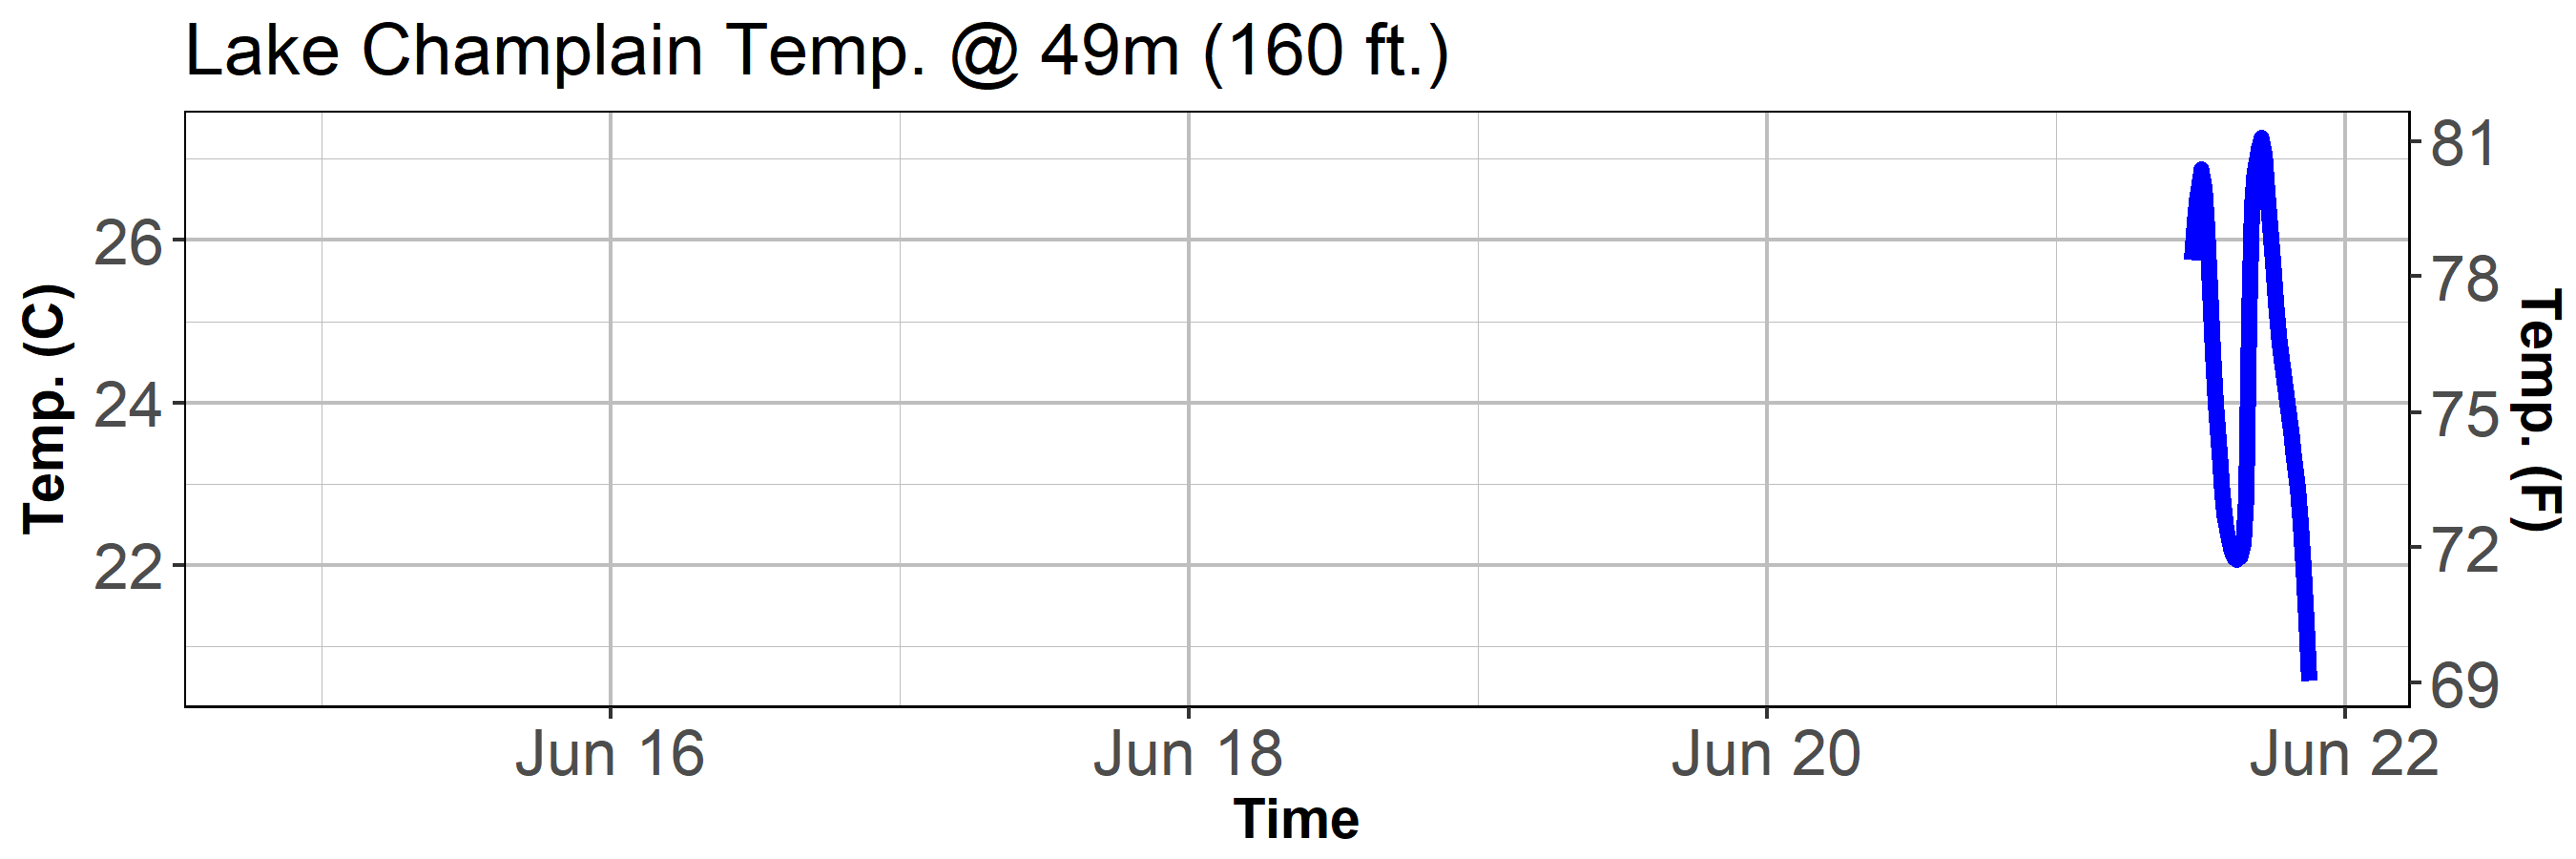 Lake Champlain Temp. @ 49m (160 ft.)
Temp. (C)
26
24
22
81
78
75
72
69
Temp. (F)
Jun 16 Jun 18 Jun 20 Jun 22
Time